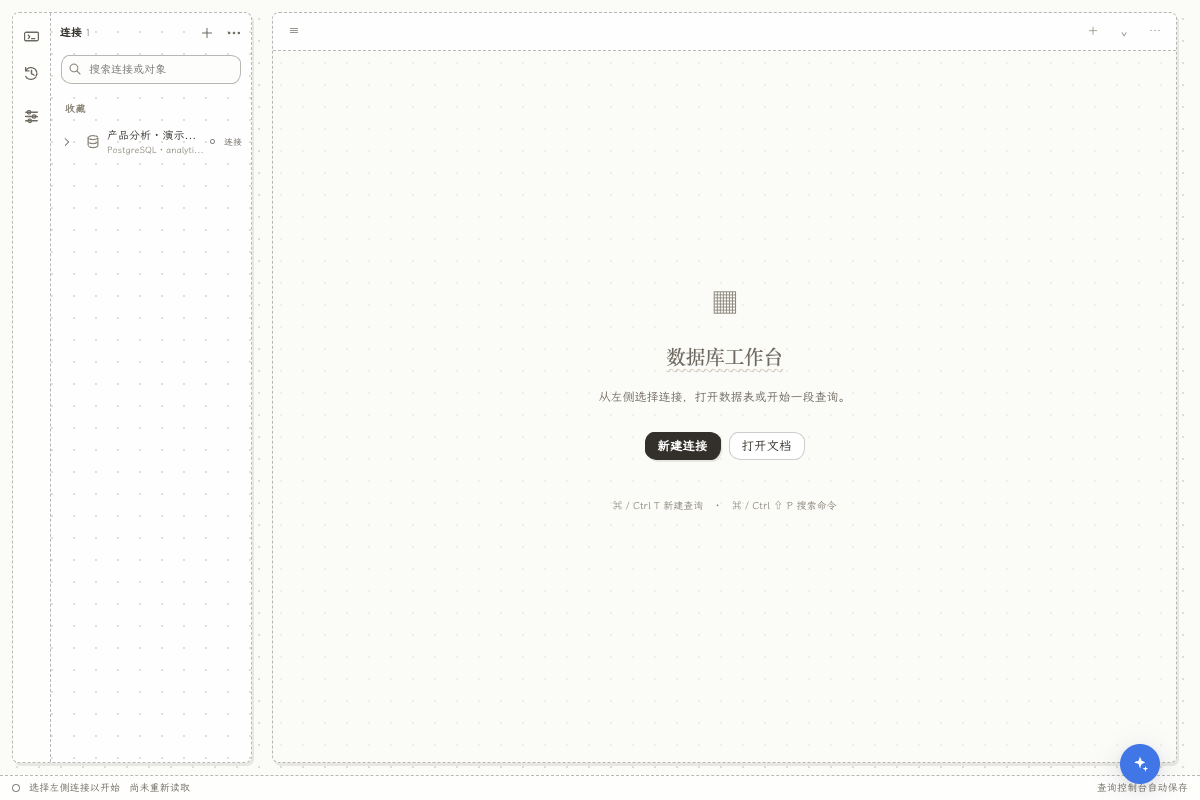 连接 1
搜索连接或对象
收藏
产品分析・演示...
PostgreSQL・analyti...
连接
数据库工作台
从左侧选择连接，打开数据表或开始一段查询。
新建连接
打开文档
⌘ / Ctrl T 新建查询 · ⌘ / Ctrl ⇧ P 搜索命令
选择左侧连接以开始 尚未重新读取
查询控制台自动保存